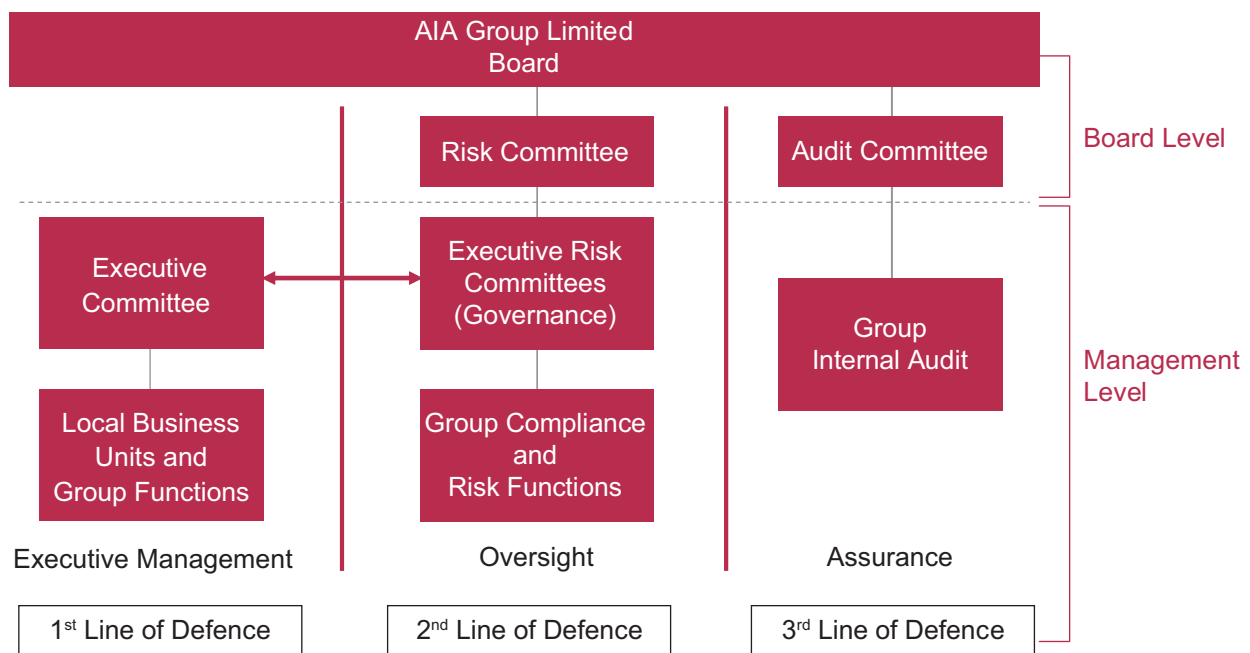 AIA Group Limited
Board
Risk Committee
Audit Committee
Board Level
Executive
Committee
Executive Risk
Committees
(Governance)
Group
Internal Audit
Management
Level
Local Business
Units and
Group Functions
Group Compliance
and
Risk Functions
Executive Management
Oversight
Assurance
1st Line of Defence
2nd Line of Defence
3rd Line of Defence